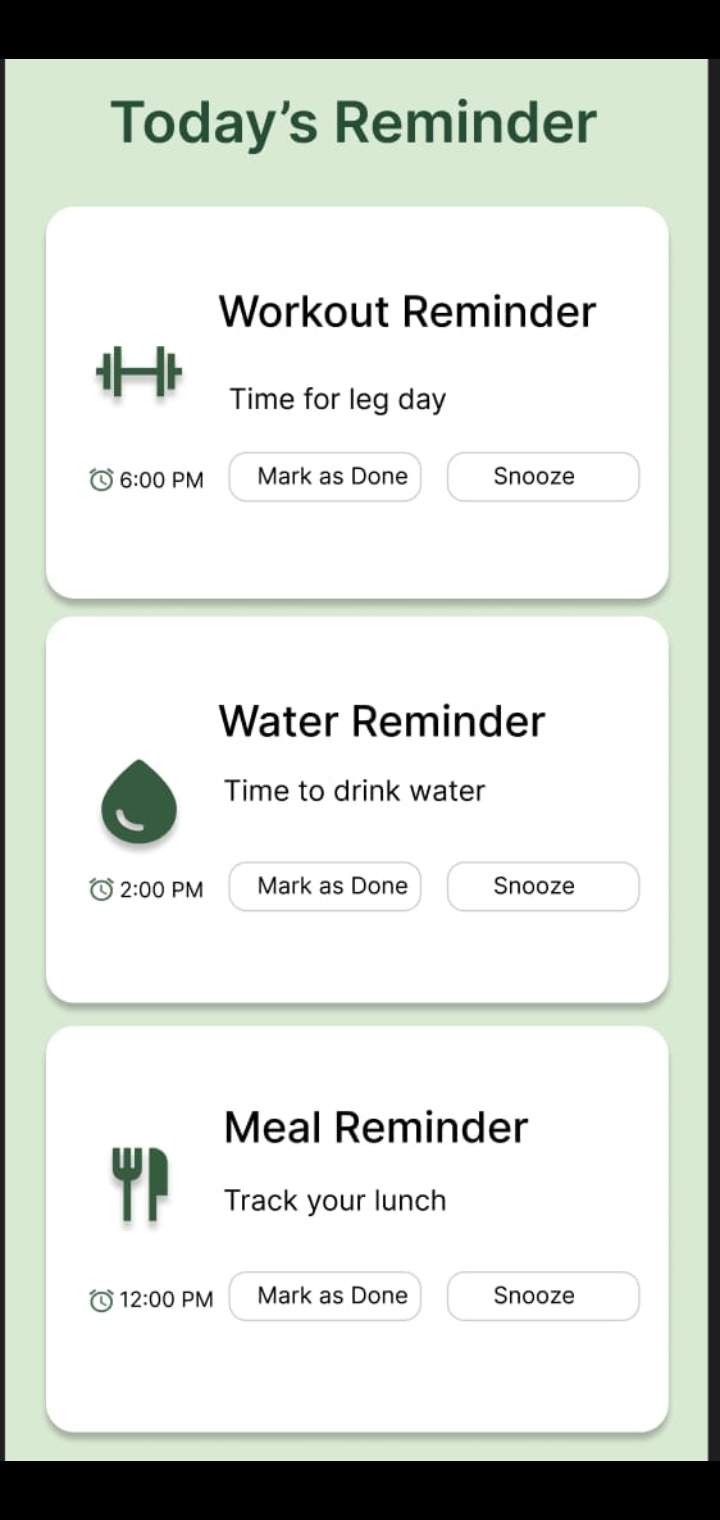 Today’s Reminder
Workout Reminder
Time for leg day
6:00 PM Mark as Done Snooze
Water Reminder
Time to drink water
2:00 PM Mark as Done Snooze
Meal Reminder
Track your lunch
12:00 PM Mark as Done Snooze